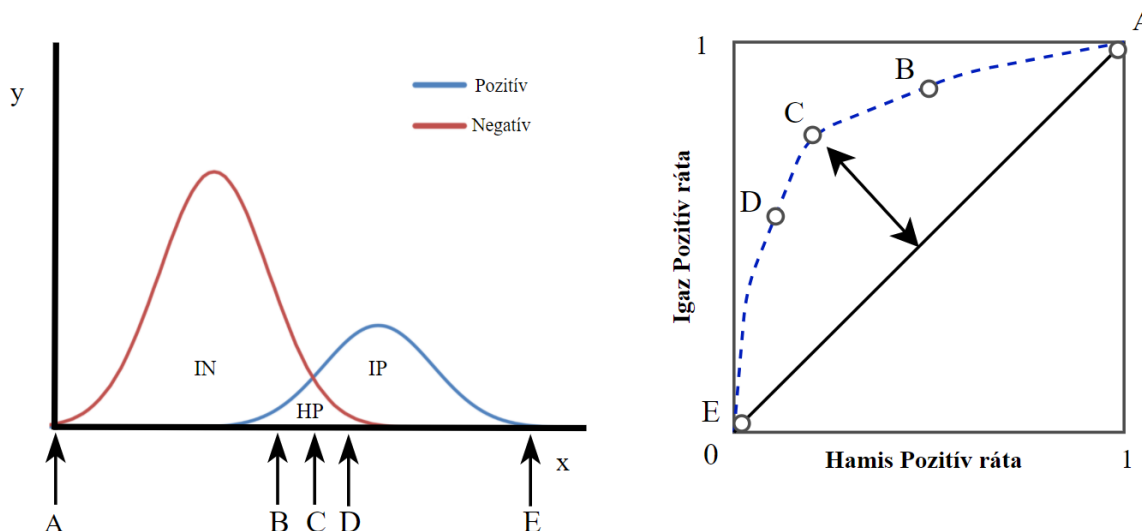 y
Pozitív
Negatív
IN
IP
HP
x
A
B
C
D
E
A
1
B
C
D
E
Igaz Pozitív ráta
0
Hamis Pozitív ráta
1